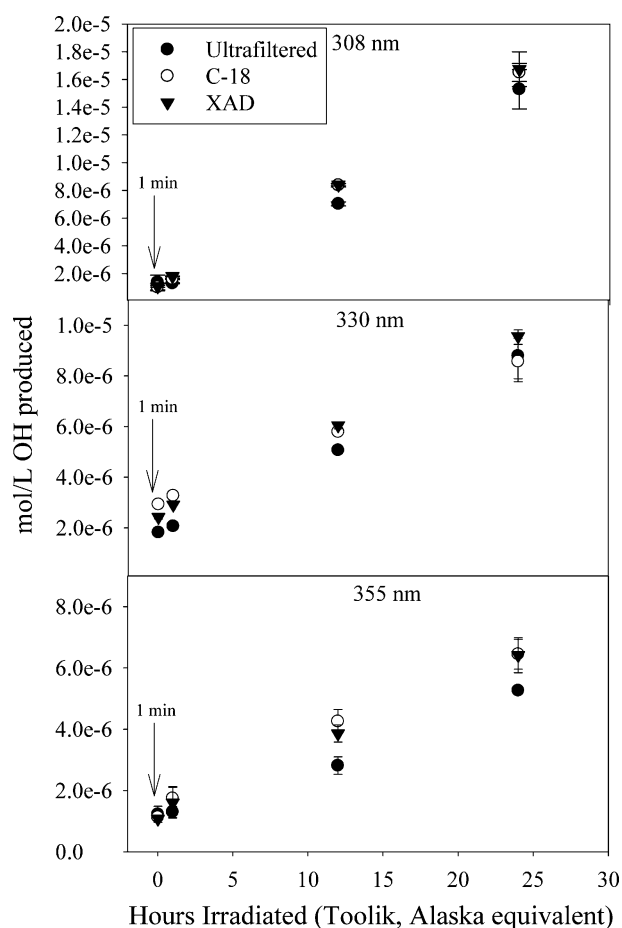 2.0e-5
1.8e-5
1.6e-5
1.4e-5
1.2e-5
1.0e-5
8.0e-6
6.0e-6
4.0e-6
2.0e-6
Ultrafiltered
C-18
XAD
308 nm
1 min
1.0e-5
8.0e-6
6.0e-6
4.0e-6
2.0e-6
330 nm
1 min
mol/L OH produced
8.0e-6
6.0e-6
4.0e-6
2.0e-6
0.0
355 nm
1 min
0 5 10 15 20 25 30
Hours Irradiated (Toolik, Alaska equivalent)